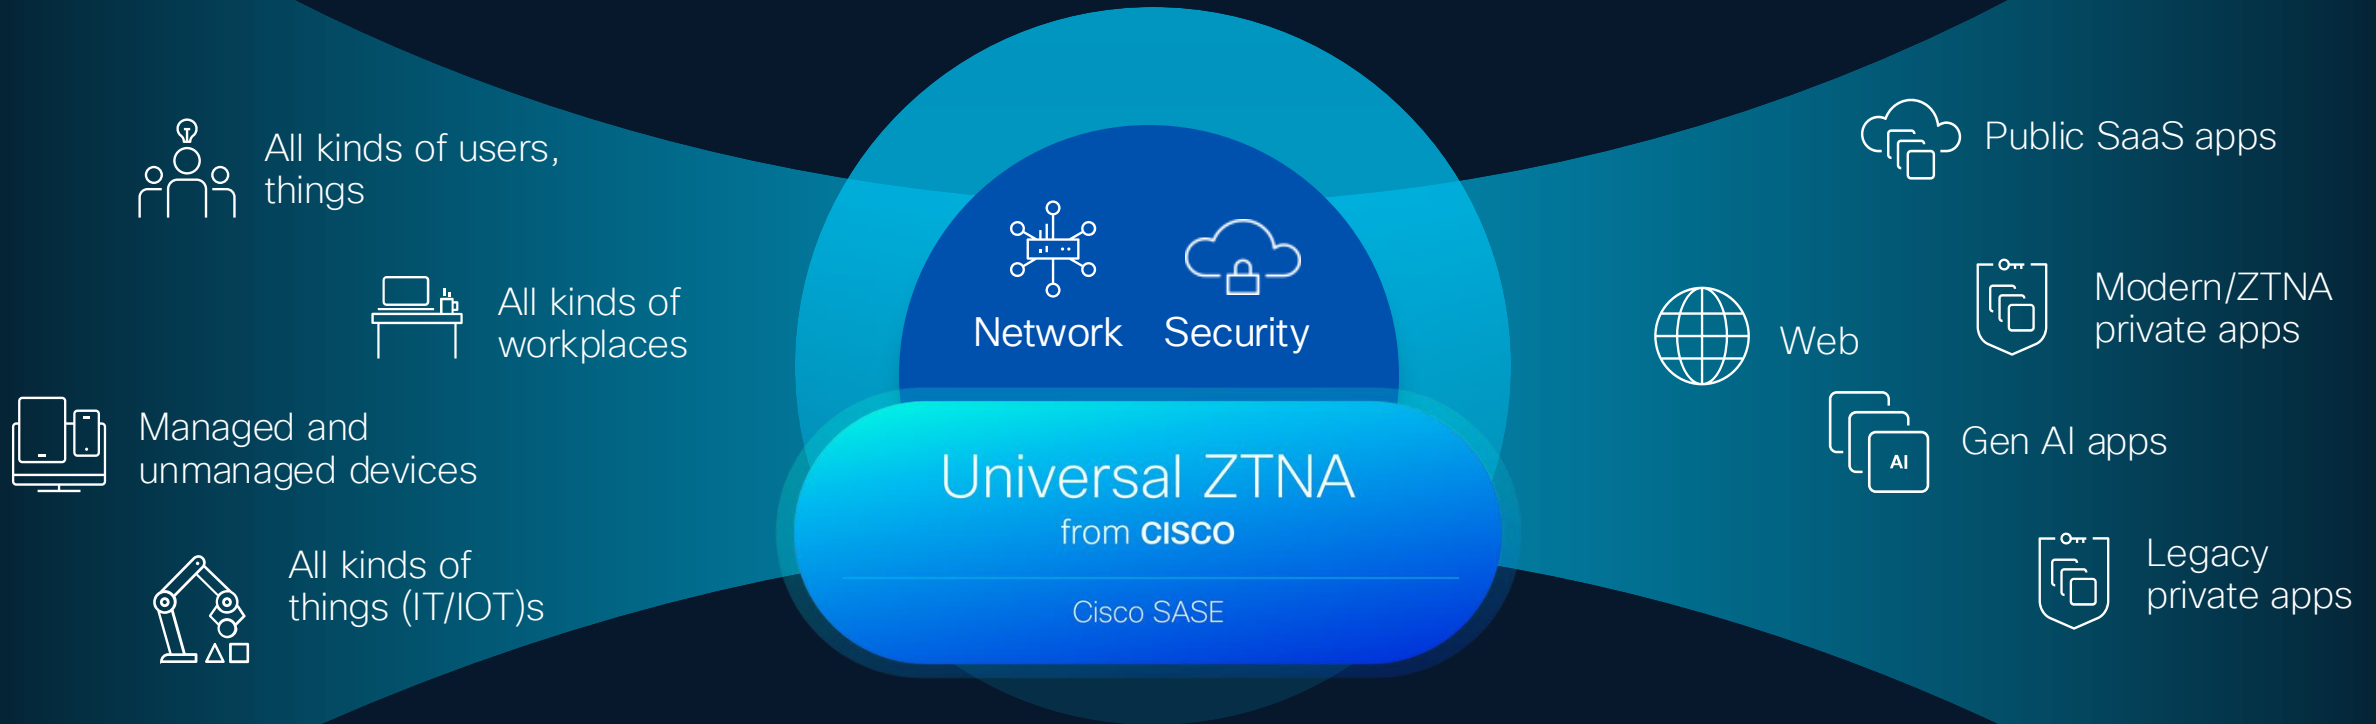 All kinds of users,
things
All kinds of
workplaces
Managed and
unmanaged devices
All kinds of
things (IT/IOT)s
Network
Security
Universal ZTNA
from CISCO
Cisco SASE
Public SaaS apps
Modern/ZTNA
private apps
Web
AI
Gen AI apps
Legacy
private apps